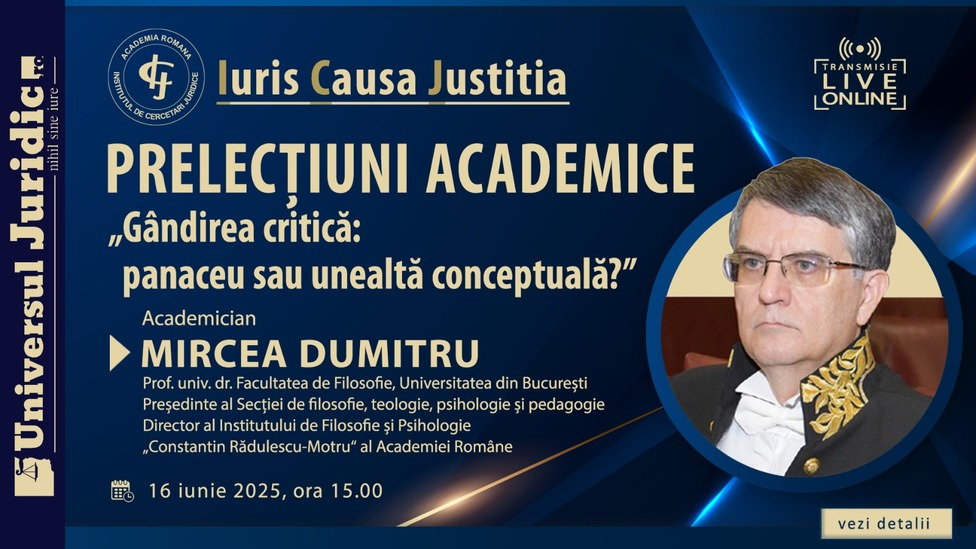 Universul Juridic.RO
nihil sine iure
ACADEMIA ROMANA
INSTITUTUL DE CERCETARI JURIDICE
Iuris Causa Justitia
TRANSMISIE
LIVE
ONLINE
PRELECȚIUNI ACADEMICE
„Gândirea critică:
panaceu sau unealtă conceptuală?”
Academician
MIRCEA DUMITRU
Prof. univ. dr. Facultatea de Filosofie, Universitatea din București
Președinte al Secției de filosofie, teologie, psihologie și pedagogie
Director al Institutului de Filosofie și Psihologie
„Constantin Rădulescu-Motru“ al Academiei Române
16 iunie 2025, ora 15.00
vezi detalii